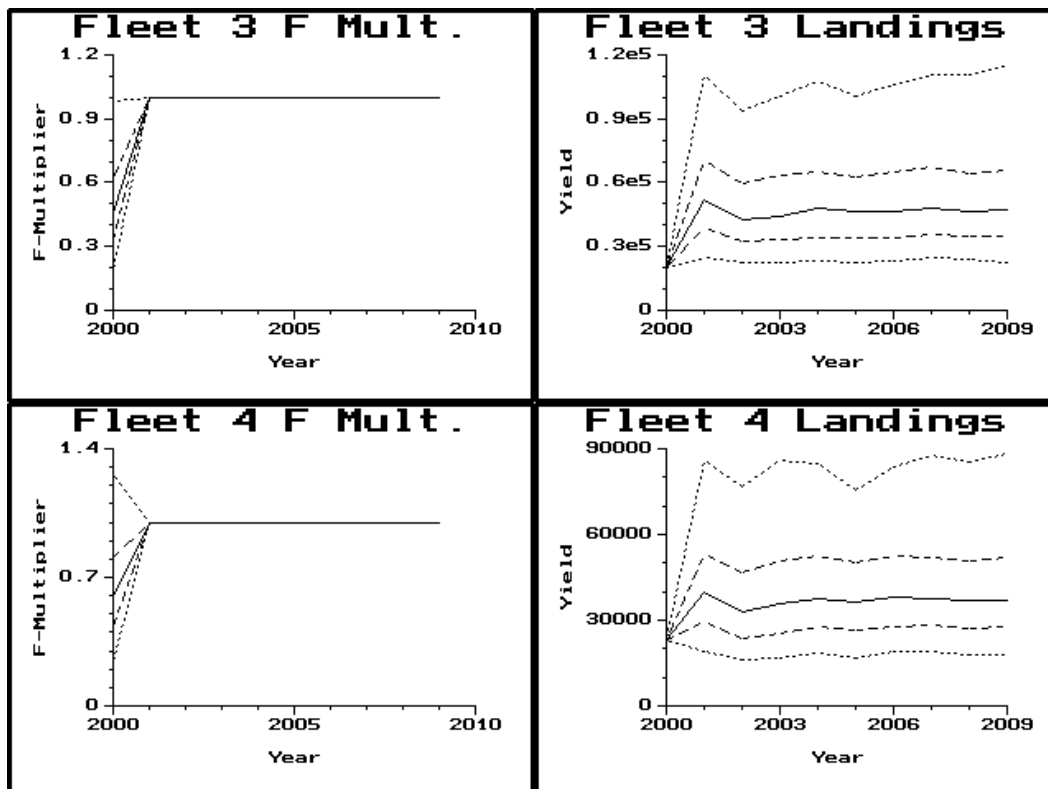 Fleet 3 F Mult.
1.2
0.9
0.6
0.3
0
F-Multiplier
2000
2005
2010
Year
Fleet 3 Landings
1.2e5
0.9e5
0.6e5
0.3e5
0
Yield
2000
2003
2006
2009
Year
Fleet 4 F Mult.
1.4
0.7
0
F-Multiplier
2000
2005
2010
Year
Fleet 4 Landings
90000
60000
30000
0
Yield
2000
2003
2006
2009
Year